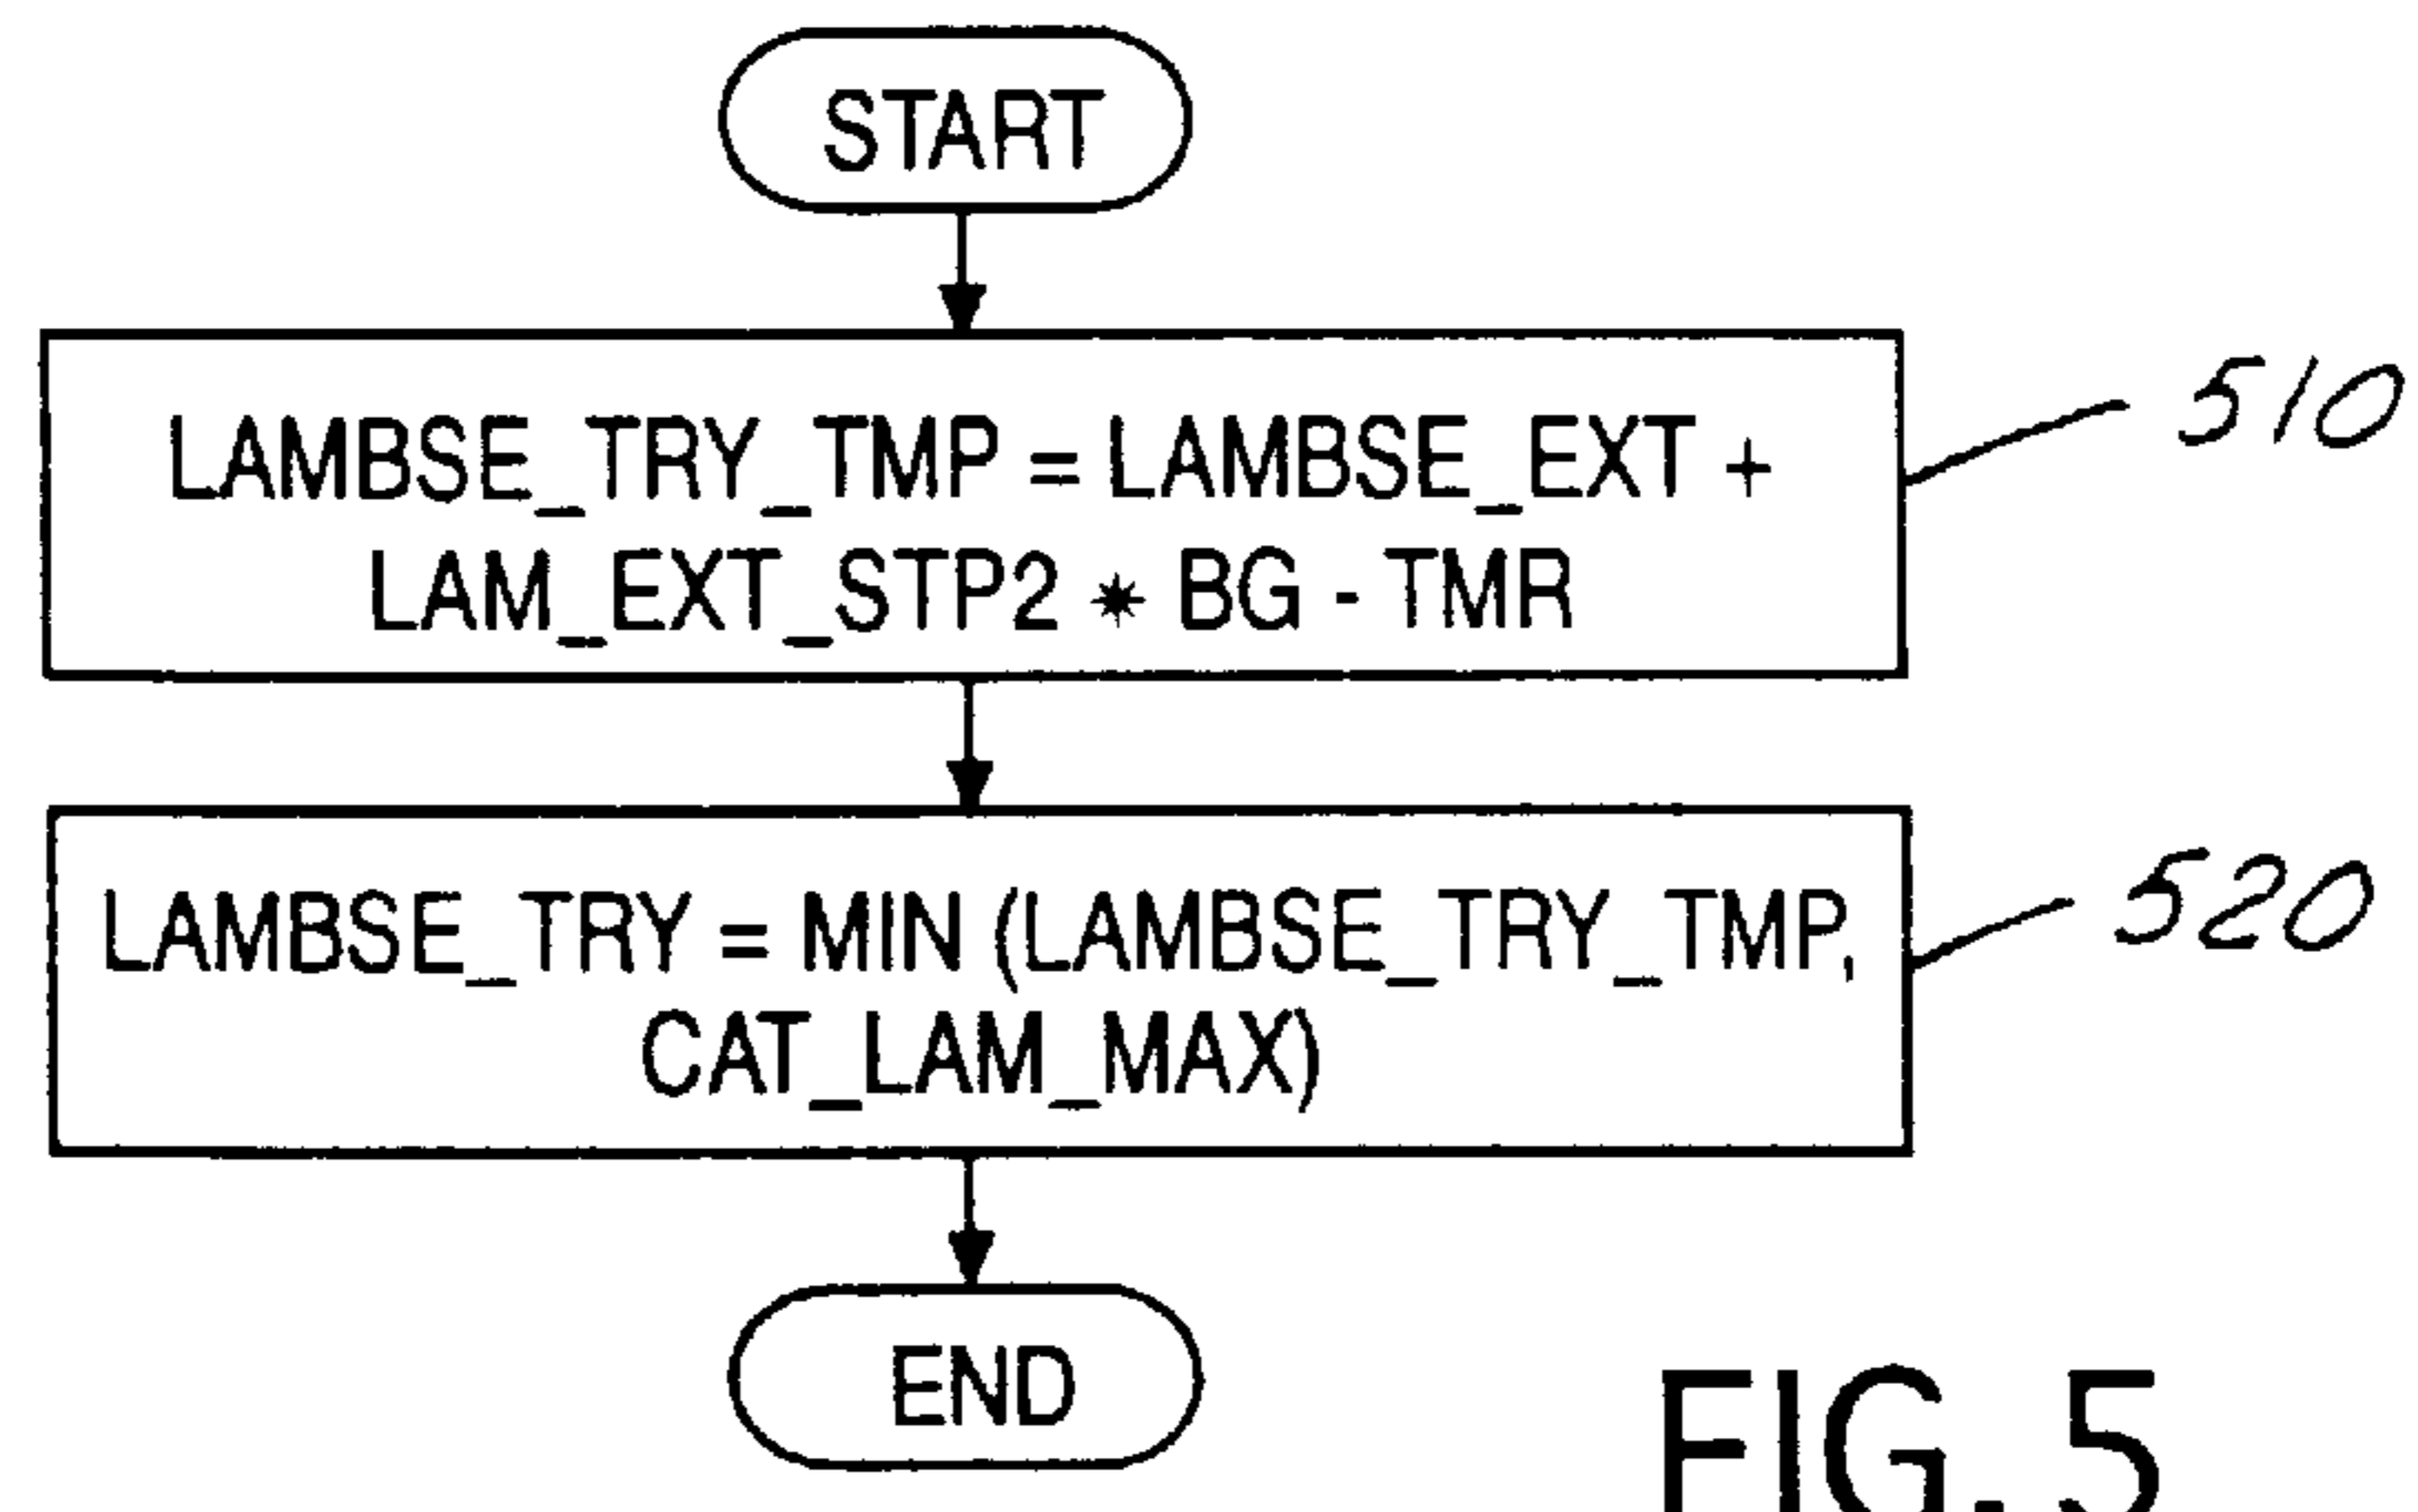 START
LAMBSE_TRY_TMP = LAMBSE_EXT +
LAM_EXT_STP2 * BG - TMR
510
LAMBSE_TRY = MIN (LAMBSE_TRY_TMP,
CAT_LAM_MAX)
520
END
FIG. 5